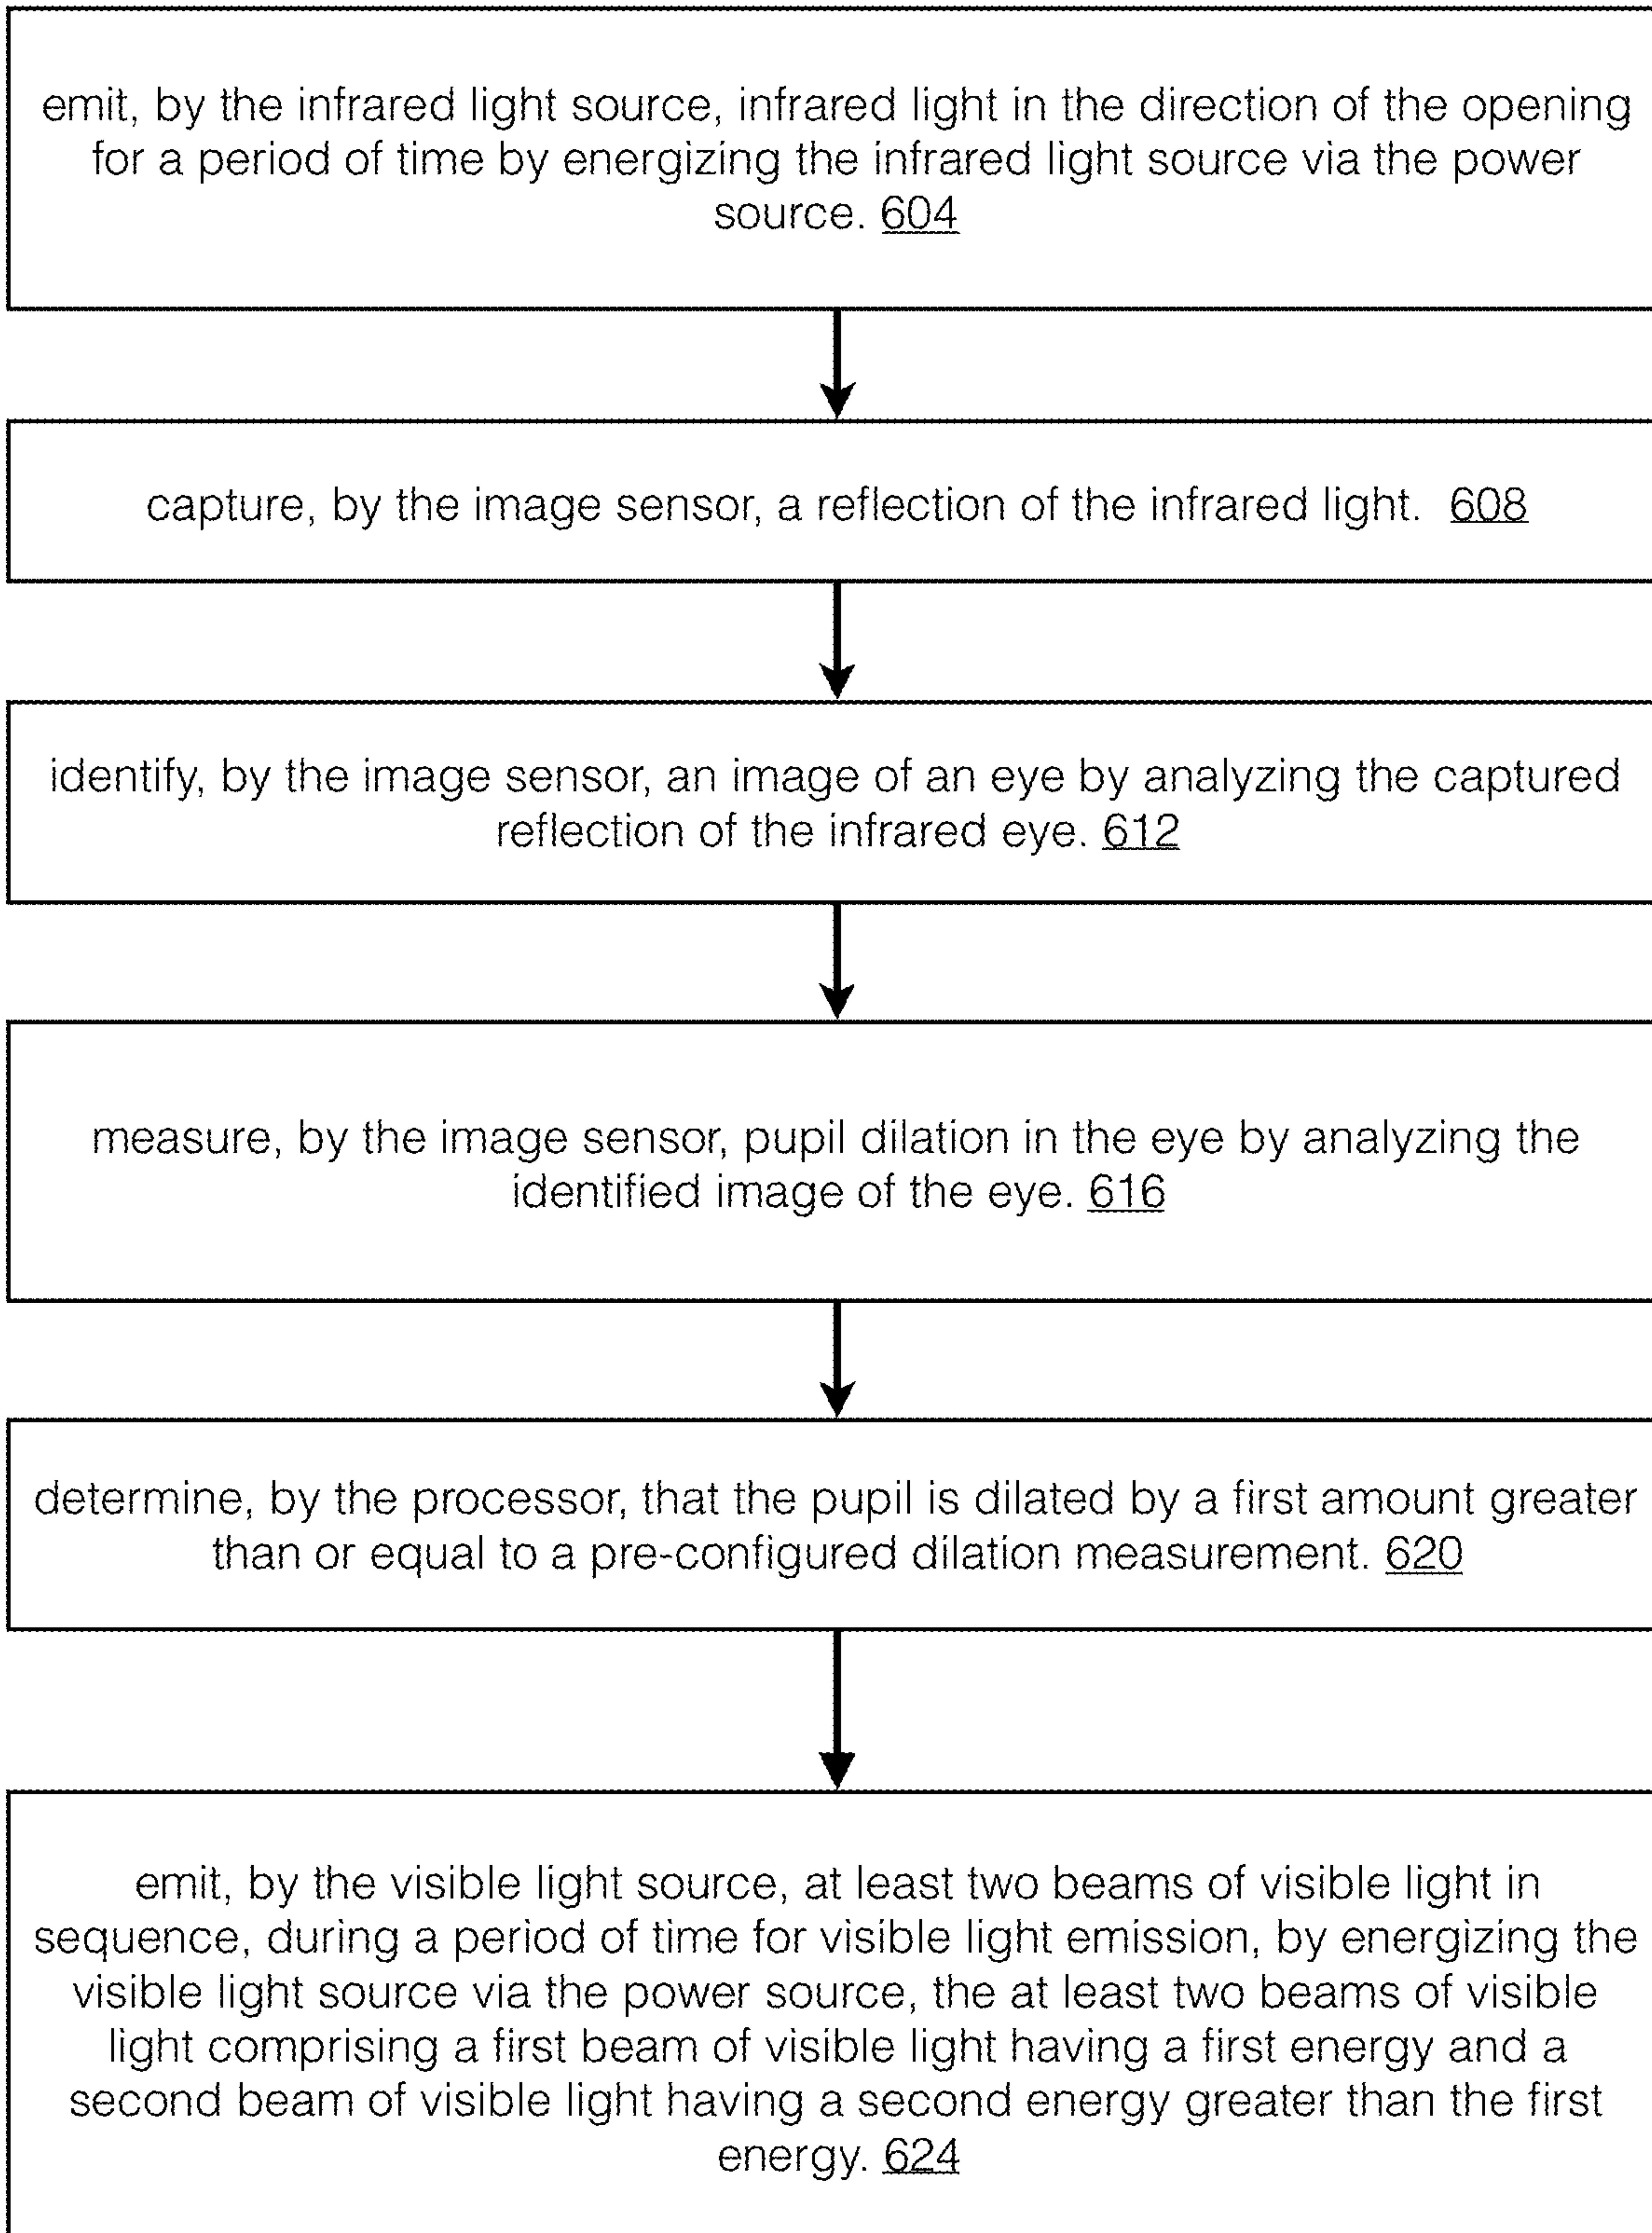 emit, by the infrared light source, infrared light in the direction of the opening
for a period of time by energizing the infrared light source via the power
source. 604
capture, by the image sensor, a reflection of the infrared light. 608
identify, by the image sensor, an image of an eye by analyzing the captured
reflection of the infrared eye. 612
measure, by the image sensor, pupil dilation in the eye by analyzing the
identified image of the eye. 616
determine, by the processor, that the pupil is dilated by a first amount greater
than or equal to a pre-configured dilation measurement. 620
emit, by the visible light source, at least two beams of visible light in
sequence, during a period of time for visible light emission, by energizing the
visible light source via the power source, the at least two beams of visible
light comprising a first beam of visible light having a first energy and a
second beam of visible light having a second energy greater than the first
energy. 624